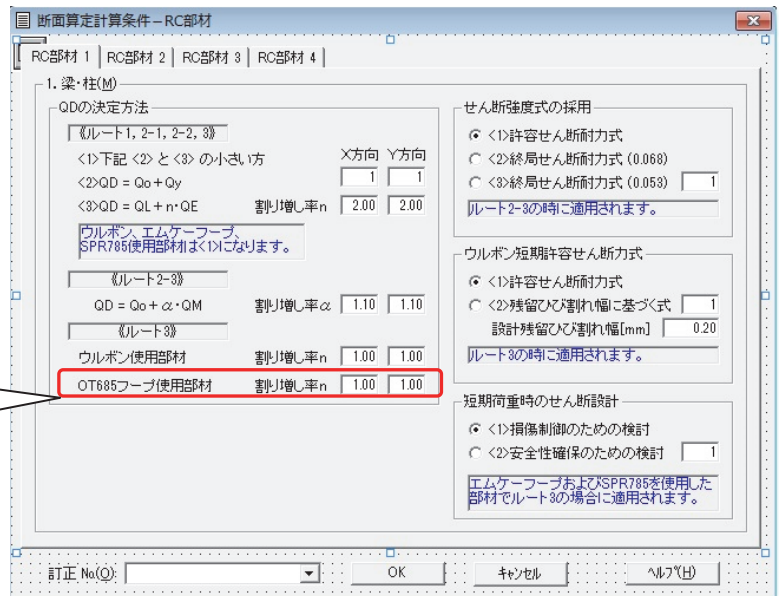 断面算定計算条件－RC部材
RC部材 1 RC部材 2 RC部材 3 RC部材 4
1. 梁・柱(M)
QDの決定方法
《ルート1, 2-1, 2-2, 3》
<1>下記 <2> と <3> の小さい方 X方向 Y方向
<2>QD = Qo + Qy 1 1
<3>QD = QL + n・QE 割り増し率n 2.00 2.00
ウルボン、エムケーフープ、
SPR785使用部材は<1>になります。
《ルート2-3》
QD = Qo + α・QM 割り増し率α 1.10 1.10
《ルート3》
ウルボン使用部材 割り増し率n 1.00 1.00
OT685フープ使用部材 割り増し率n 1.00 1.00
せん断強度式の採用
<1>許容せん断耐力式
<2>終局せん断耐力式 (0.068)
<3>終局せん断耐力式 (0.053) 1
ルート2-3の時に適用されます。
ウルボン短期許容せん断力式
<1>許容せん断耐力式
<2>残留ひび割れ幅に基づく式 1
設計残留ひび割れ幅[mm] 0.20
ルート3の時に適用されます。
短期荷重時のせん断設計
<1>損傷制御のための検討
<2>安全性確保のための検討 1
エムケーフープおよびSPR785を使用した
部材でルート3の場合に適用されます。
訂正 No.(O): OK キャンセル ヘルプ(H)